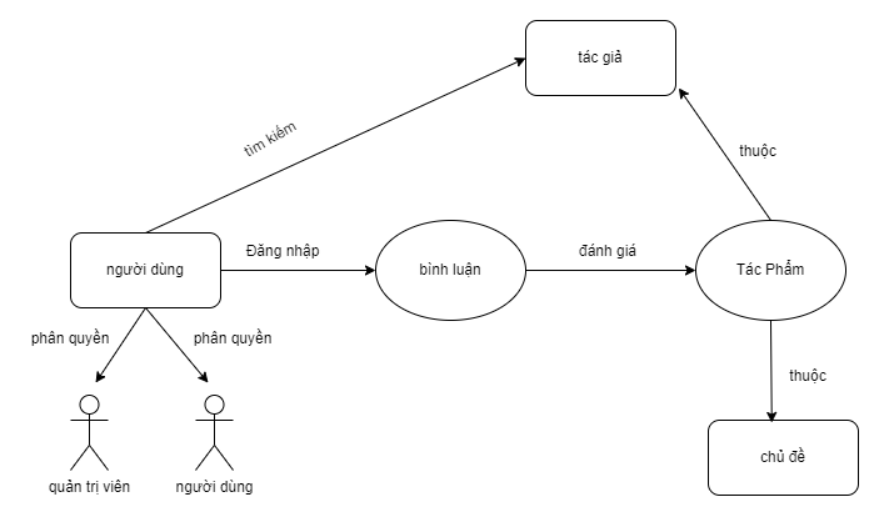 tác giả
tìm kiếm
thuộc
người dùng
Đăng nhập
bình luận
đánh giá
Tác Phẩm
phân quyền
phân quyền
thuộc
quản trị viên
người dùng
chủ đề